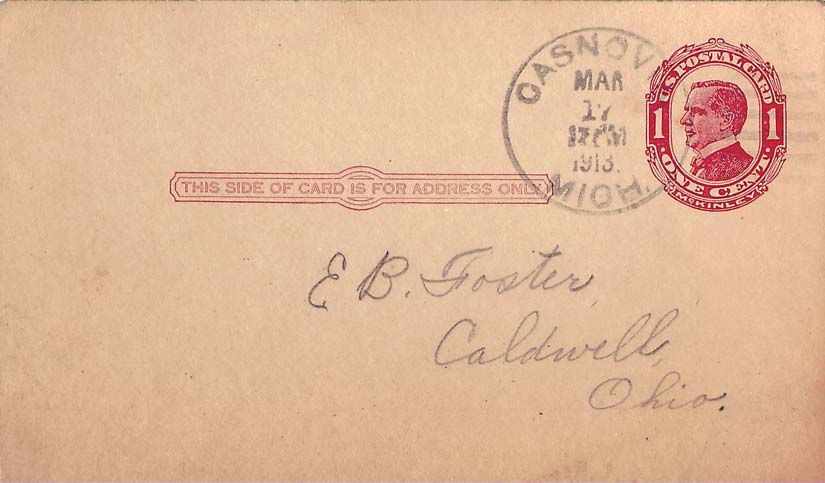 CASNOV
MAR
17
1913
MICH.
U.S. POSTAL CARD
1 1
·ONE CENT·
McKINLEY
THIS SIDE OF CARD IS FOR ADDRESS ONLY
E B. Foster,
Caldwell,
Ohio.